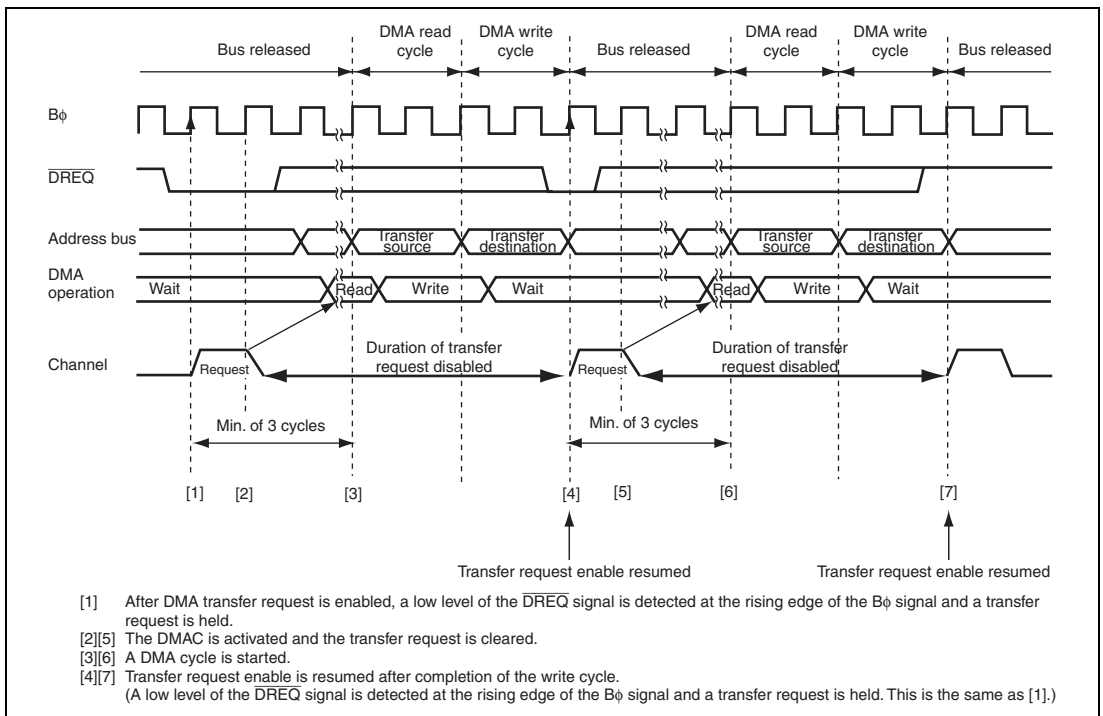 DMA read cycle
DMA write cycle
DMA read cycle
DMA write cycle
Bus released
Bus released
Bus released
Bφ
DREQ
Address bus
Transfer source
Transfer destination
Transfer source
Transfer destination
DMA operation
Wait
Read
Write
Wait
Read
Write
Wait
Channel
Request
Duration of transfer request disabled
Request
Duration of transfer request disabled
Min. of 3 cycles
Min. of 3 cycles
[1]
[2]
[3]
[4]
[5]
[6]
[7]
Transfer request enable resumed
Transfer request enable resumed
[1] After DMA transfer request is enabled, a low level of the DREQ signal is detected at the rising edge of the Bφ signal and a transfer
request is held.
[2][5] The DMAC is activated and the transfer request is cleared.
[3][6] A DMA cycle is started.
[4][7] Transfer request enable is resumed after completion of the write cycle.
(A low level of the DREQ signal is detected at the rising edge of the Bφ signal and a transfer request is held. This is the same as [1].)